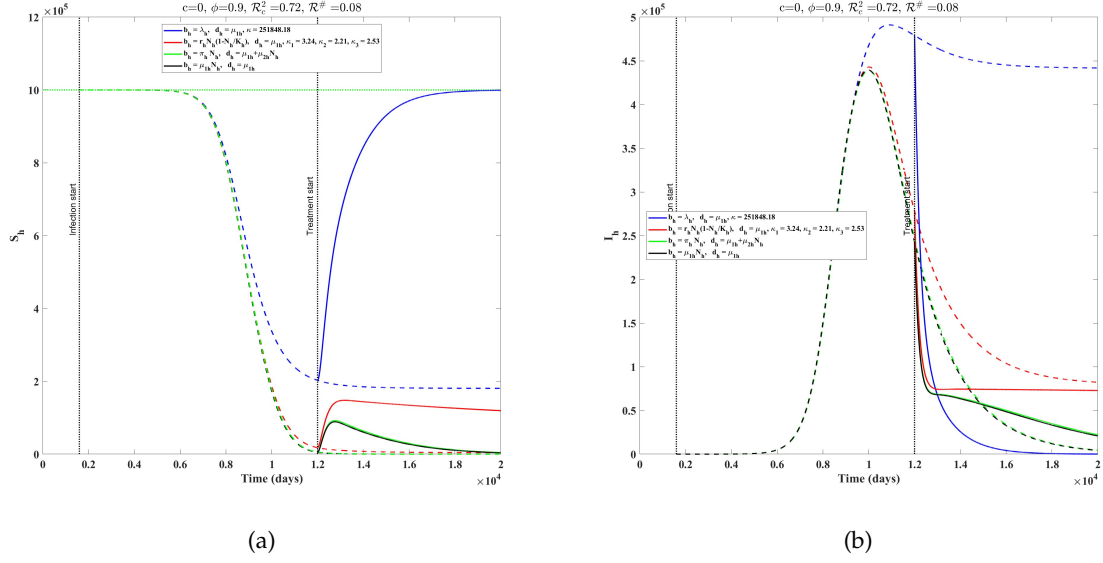 c=0, ϕ=0.9, ℛ_c^2=0.72, ℛ^#=0.08
×10^5
12
10
8
6
4
2
0
S_h
b_h = λ_h, d_h = μ_1h, κ = 251848.18
b_h = r_h N_h(1-N_h/K_h), d_h = μ_1h, κ_1 = 3.24, κ_2 = 2.21, κ_3 = 2.53
b_h = π_h N_h, d_h = μ_1h+μ_2h N_h
b_h = μ_1h N_h, d_h = μ_1h
Infection start
Treatment start
0 0.2 0.4 0.6 0.8 1 1.2 1.4 1.6 1.8 2
Time (days)
×10^4
(a)
c=0, ϕ=0.9, ℛ_c^2=0.72, ℛ^#=0.08
×10^5
5
4.5
4
3.5
3
2.5
2
1.5
1
0.5
0
I_h
b_h = λ_h, d_h = μ_1h, κ = 251848.18
b_h = r_h N_h(1-N_h/K_h), d_h = μ_1h, κ_1 = 3.24, κ_2 = 2.21, κ_3 = 2.53
b_h = π_h N_h, d_h = μ_1h+μ_2h N_h
b_h = μ_1h N_h, d_h = μ_1h
on start
Treatment start
0 0.2 0.4 0.6 0.8 1 1.2 1.4 1.6 1.8 2
Time (days)
×10^4
(b)